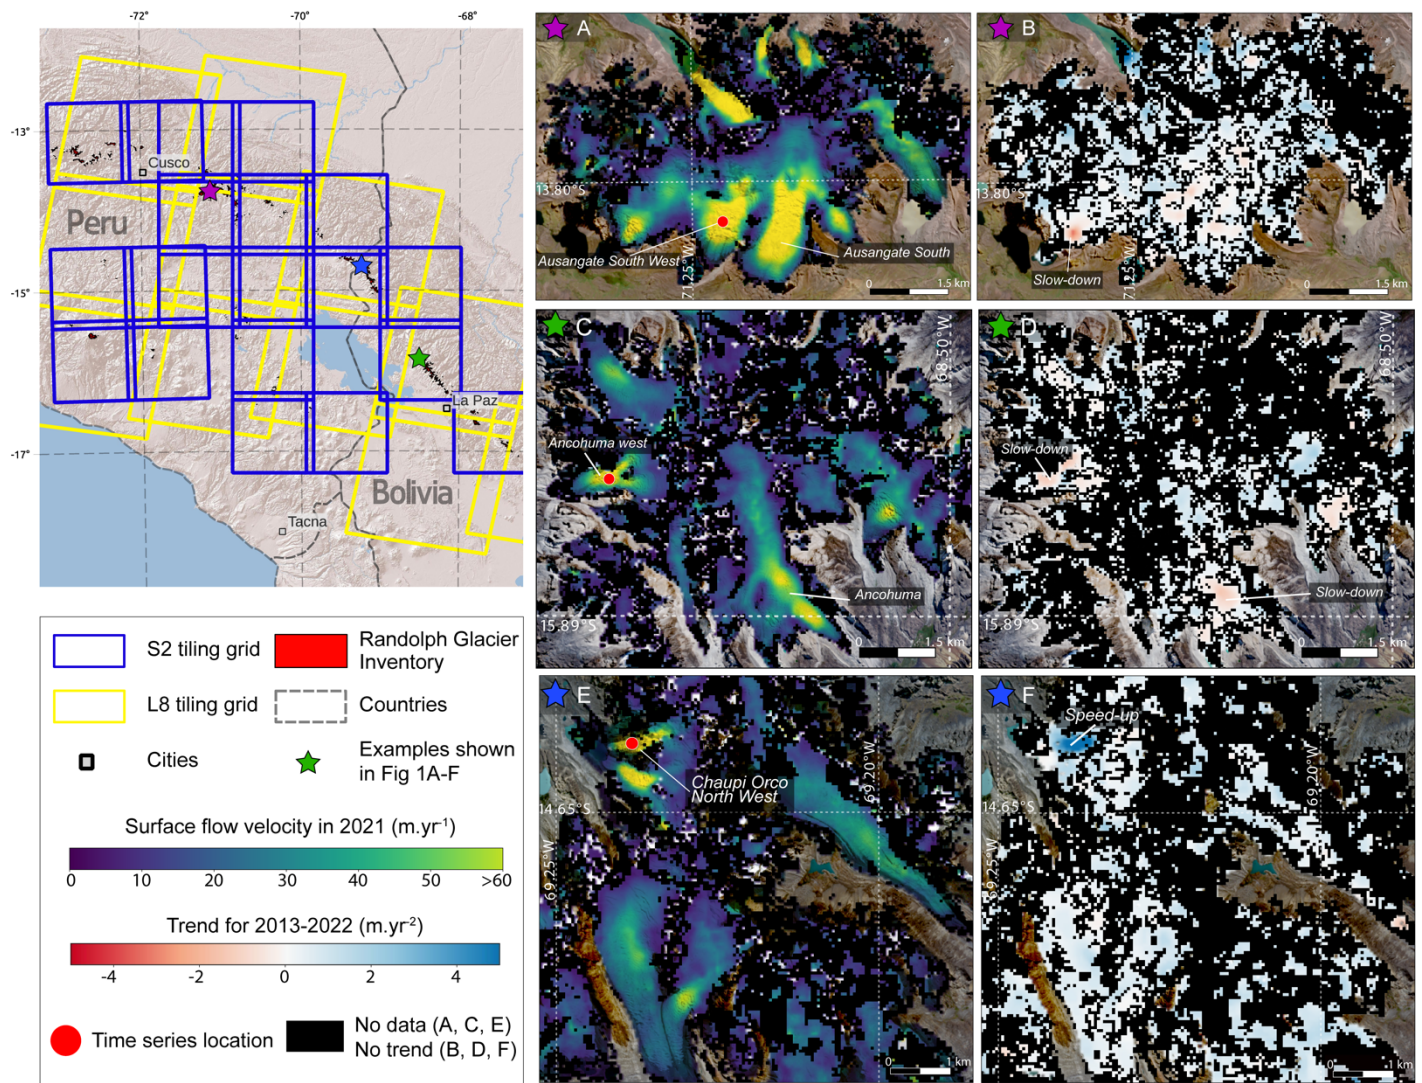 -72°
-70°
-68°
-13°
-15°
-17°
Cusco
Peru
La Paz
Bolivia
Tacna
S2 tiling grid
Randolph Glacier
Inventory
L8 tiling grid
Countries
Cities
Examples shown
in Fig 1A-F
Surface flow velocity in 2021 (m.yr⁻¹)
0 10 20 30 40 50 >60
Trend for 2013-2022 (m.yr⁻²)
-4 -2 0 2 4
Time series location
No data (A, C, E)
No trend (B, D, F)
A
13.80°S
71.25°W
Ausangate South West
Ausangate South
0 1.5 km
B
13.80°S
71.25°W
Slow-down
0 1.5 km
C
68.50°W
Ancohuma west
Ancohuma
15.89°S
0 1.5 km
D
68.50°W
Slow-down
Slow-down
15.89°S
0 1.5 km
E
Chaupi Orco
North West
14.65°S
69.20°W
69.25°W
0 1 km
F
Speed-up
14.65°S
69.20°W
69.25°W
0 1 km